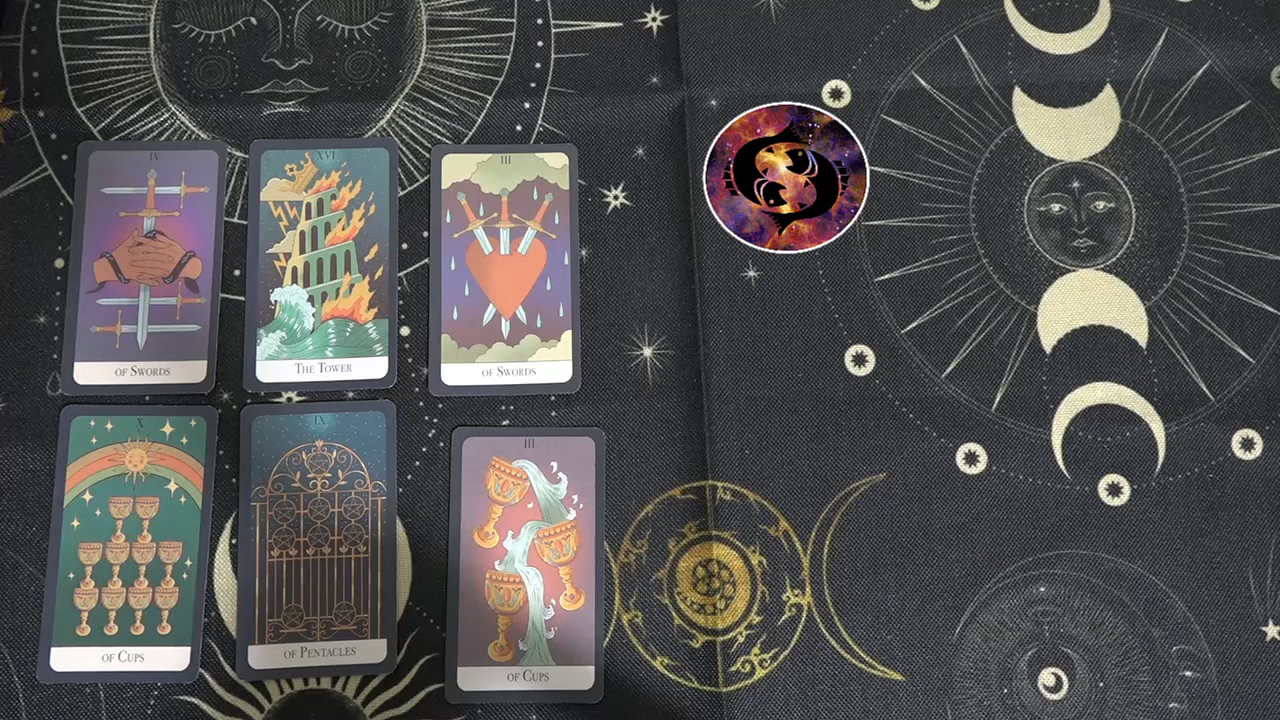 IV
XVI
III
OF SWORDS
THE TOWER
OF SWORDS
X
IX
III
OF CUPS
OF PENTACLES
OF CUPS